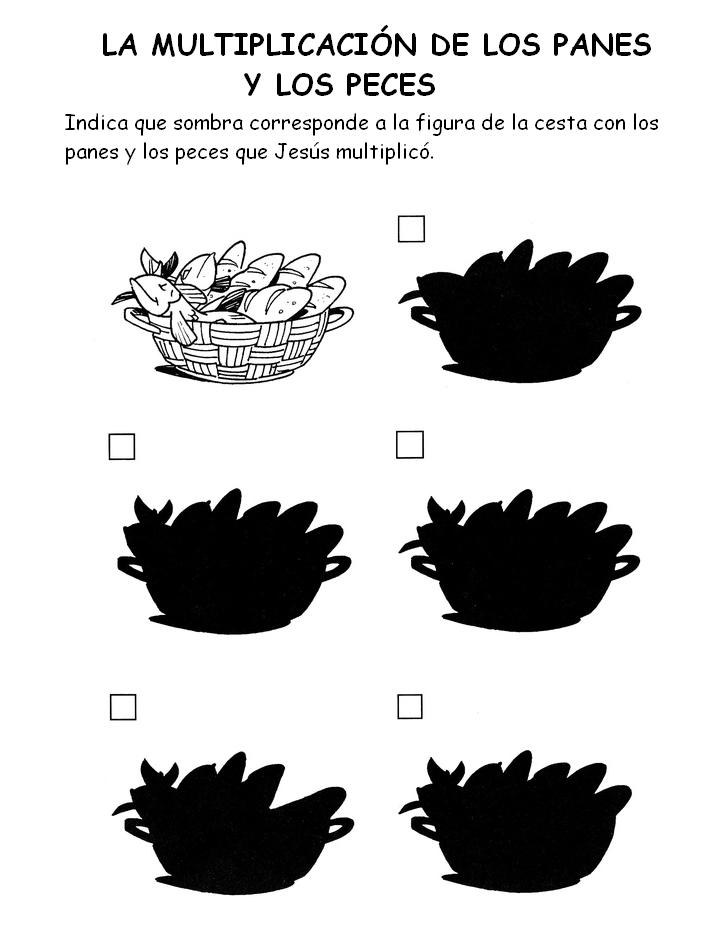 LA MULTIPLICACIÓN DE LOS PANES
Y LOS PECES
Indica que sombra corresponde a la figura de la cesta con los
panes y los peces que Jesús multiplicó.